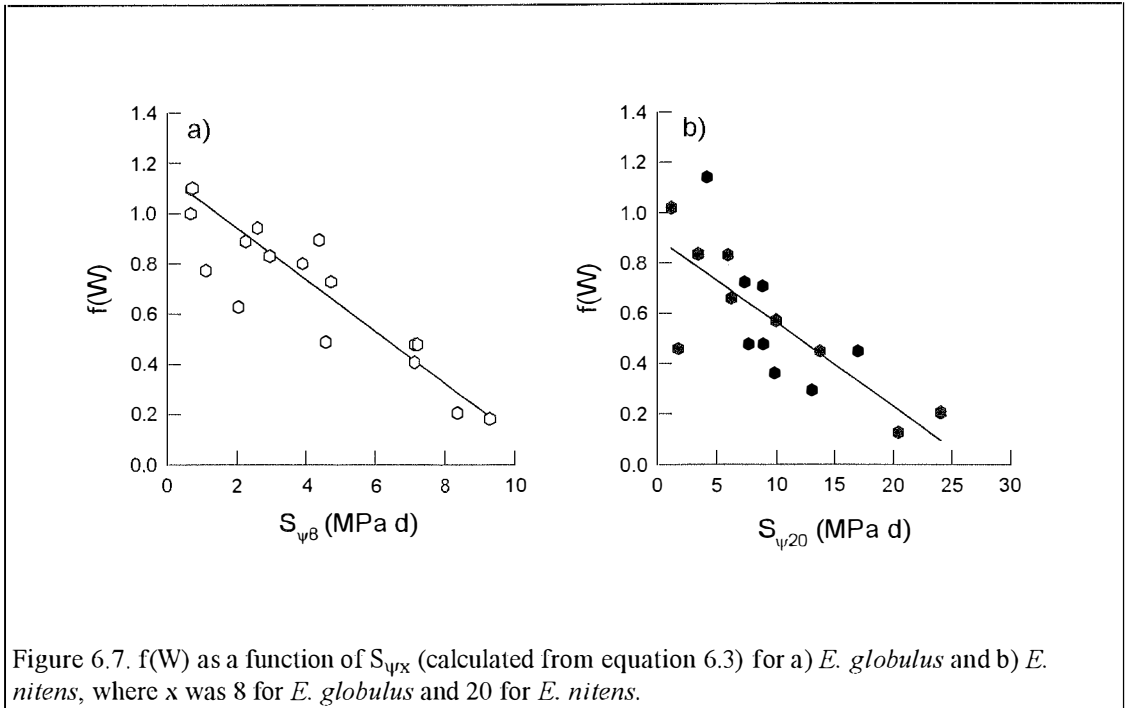 a)
1.4
1.2
1.0
0.8
0.6
0.4
0.2
0.0
f(W)
0 2 4 6 8 10
Sψ8 (MPa d)
b)
1.4
1.2
1.0
0.8
0.6
0.4
0.2
0.0
f(W)
0 5 10 15 20 25 30
Sψ20 (MPa d)
Figure 6.7. f(W) as a function of Sψx (calculated from equation 6.3) for a) E. globulus and b) E.
nitens, where x was 8 for E. globulus and 20 for E. nitens.